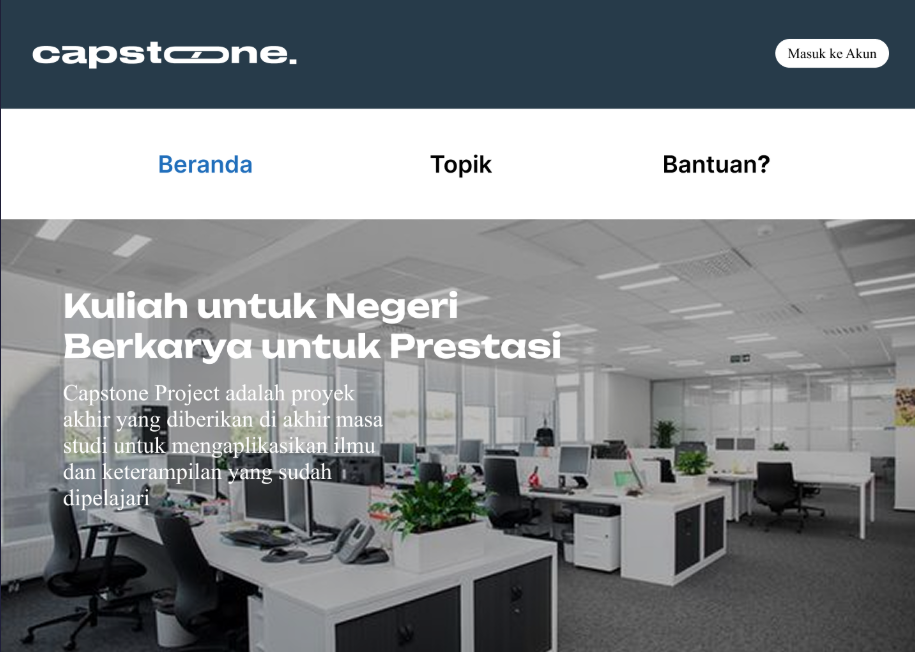 capstoone.
Masuk ke Akun
Beranda
Topik
Bantuan?
Kuliah untuk Negeri
Berkarya untuk Prestasi
Capstone Project adalah proyek
akhir yang diberikan di akhir masa
studi untuk mengaplikasikan ilmu
dan keterampilan yang sudah
dipelajari